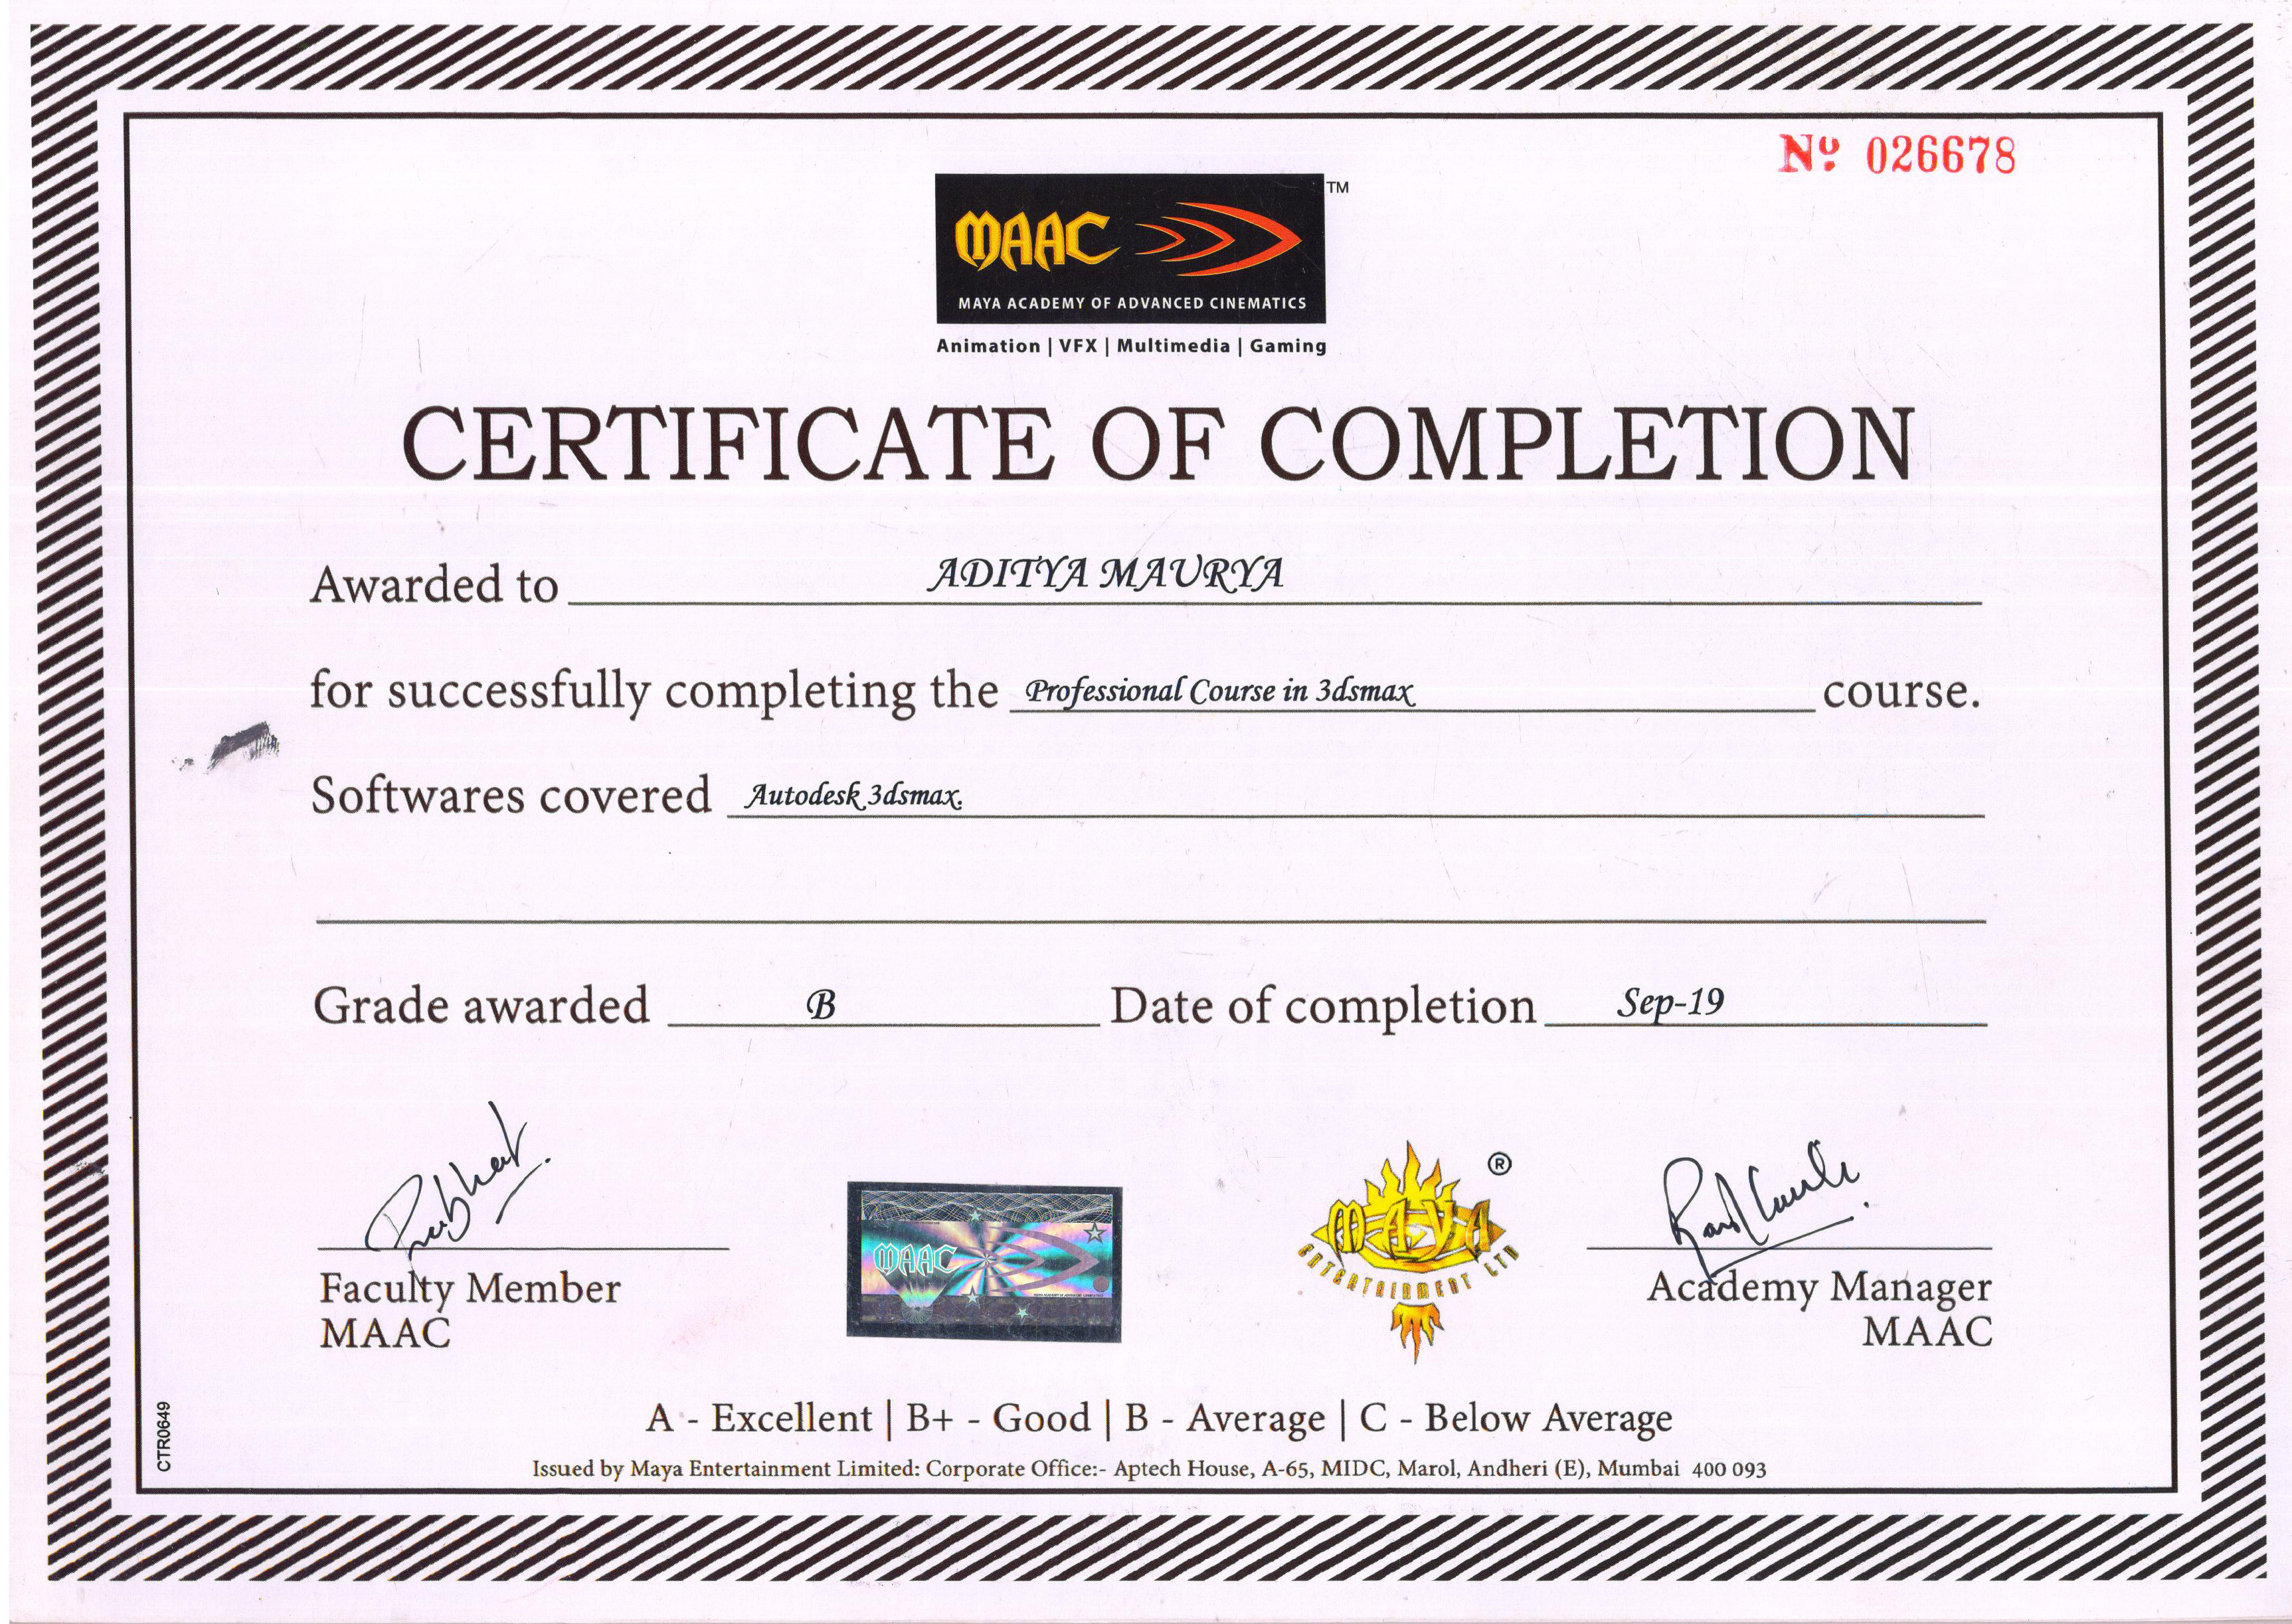 Nº 026678
MAAC TM
MAYA ACADEMY OF ADVANCED CINEMATICS
Animation | VFX | Multimedia | Gaming
CERTIFICATE OF COMPLETION
Awarded to ADITYA MAURYA
for successfully completing the Professional Course in 3dsmax course.
Softwares covered Autodesk 3dsmax.
Grade awarded B Date of completion Sep-19
MAAC
MAYA ®
ENTERTAINMENT LTD
Faculty Member
MAAC
Academy Manager
MAAC
CTR0649
A - Excellent | B+ - Good | B - Average | C - Below Average
Issued by Maya Entertainment Limited: Corporate Office:- Aptech House, A-65, MIDC, Marol, Andheri (E), Mumbai 400 093